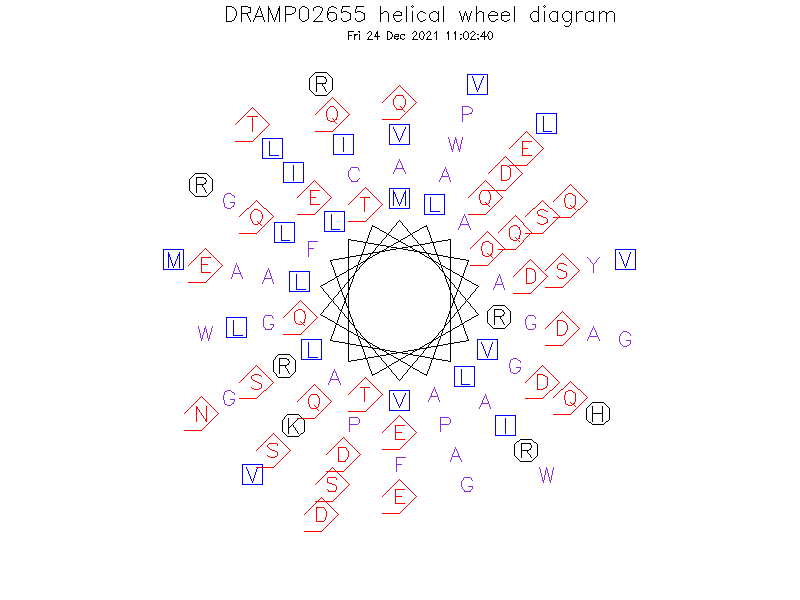 DRAMP02655 helical wheel diagram
Fri 24 Dec 2021 11:02:40
R V
Q
Q P
T L
V
L I W E
I C A A D
R
G E T M L Q Q
Q L A S
L Q
F Q
M E Y V
A A L A D S
Q R
W L G G D A G
L V
R G
A L
S D
T A
G Q V A Q
N H
K P E P I
S D A R
F
V W
S G
E
D